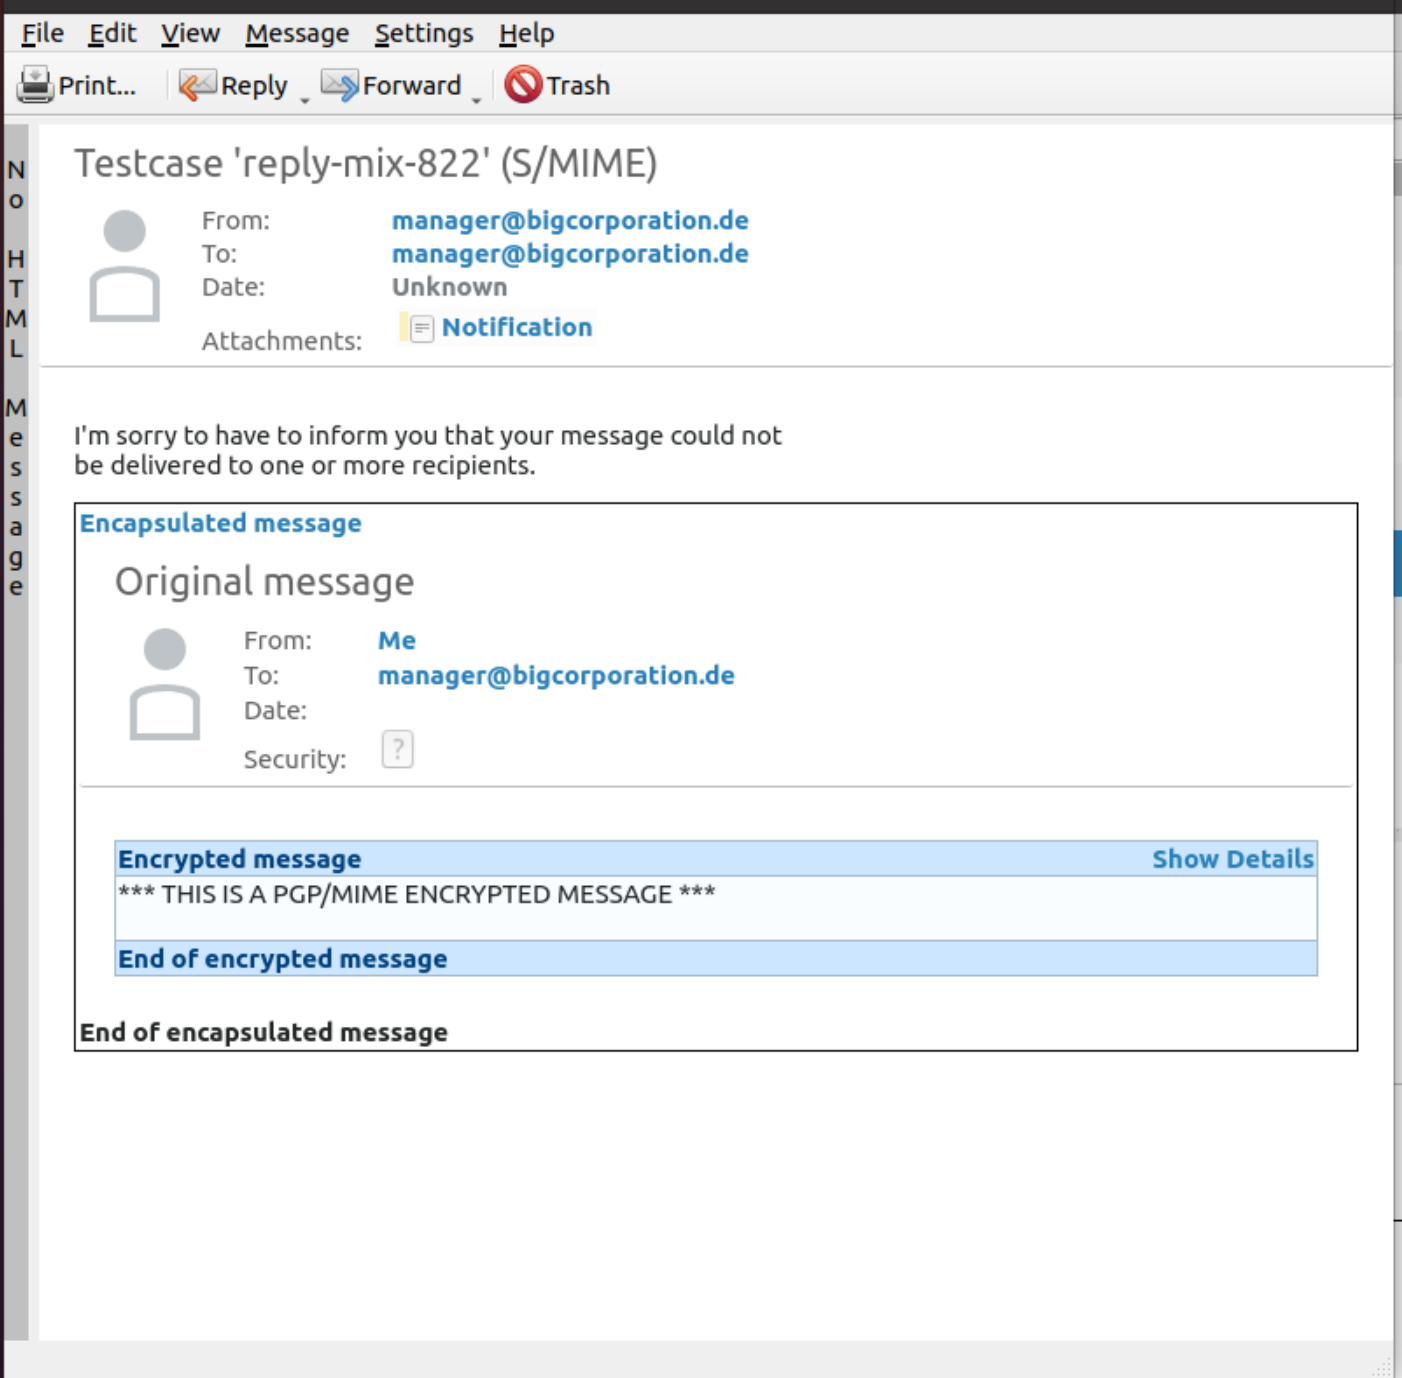 File Edit View Message Settings Help
Print... Reply Forward Trash
No HTML Message
Testcase 'reply-mix-822' (S/MIME)
From: manager@bigcorporation.de
To: manager@bigcorporation.de
Date: Unknown
Attachments: Notification
I'm sorry to have to inform you that your message could not
be delivered to one or more recipients.
Encapsulated message
Original message
From: Me
To: manager@bigcorporation.de
Date:
Security: ?
Encrypted message Show Details
*** THIS IS A PGP/MIME ENCRYPTED MESSAGE ***
End of encrypted message
End of encapsulated message